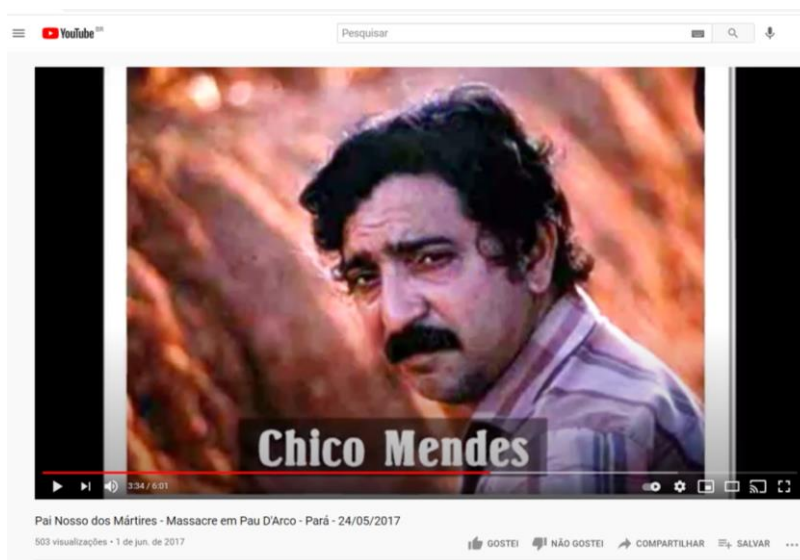 YouTube BR
Pesquisar
Chico Mendes
3:34 / 6:01
Pai Nosso dos Mártires - Massacre em Pau D'Arco - Pará - 24/05/2017
503 visualizações • 1 de jun. de 2017
GOSTEI NÃO GOSTEI COMPARTILHAR SALVAR